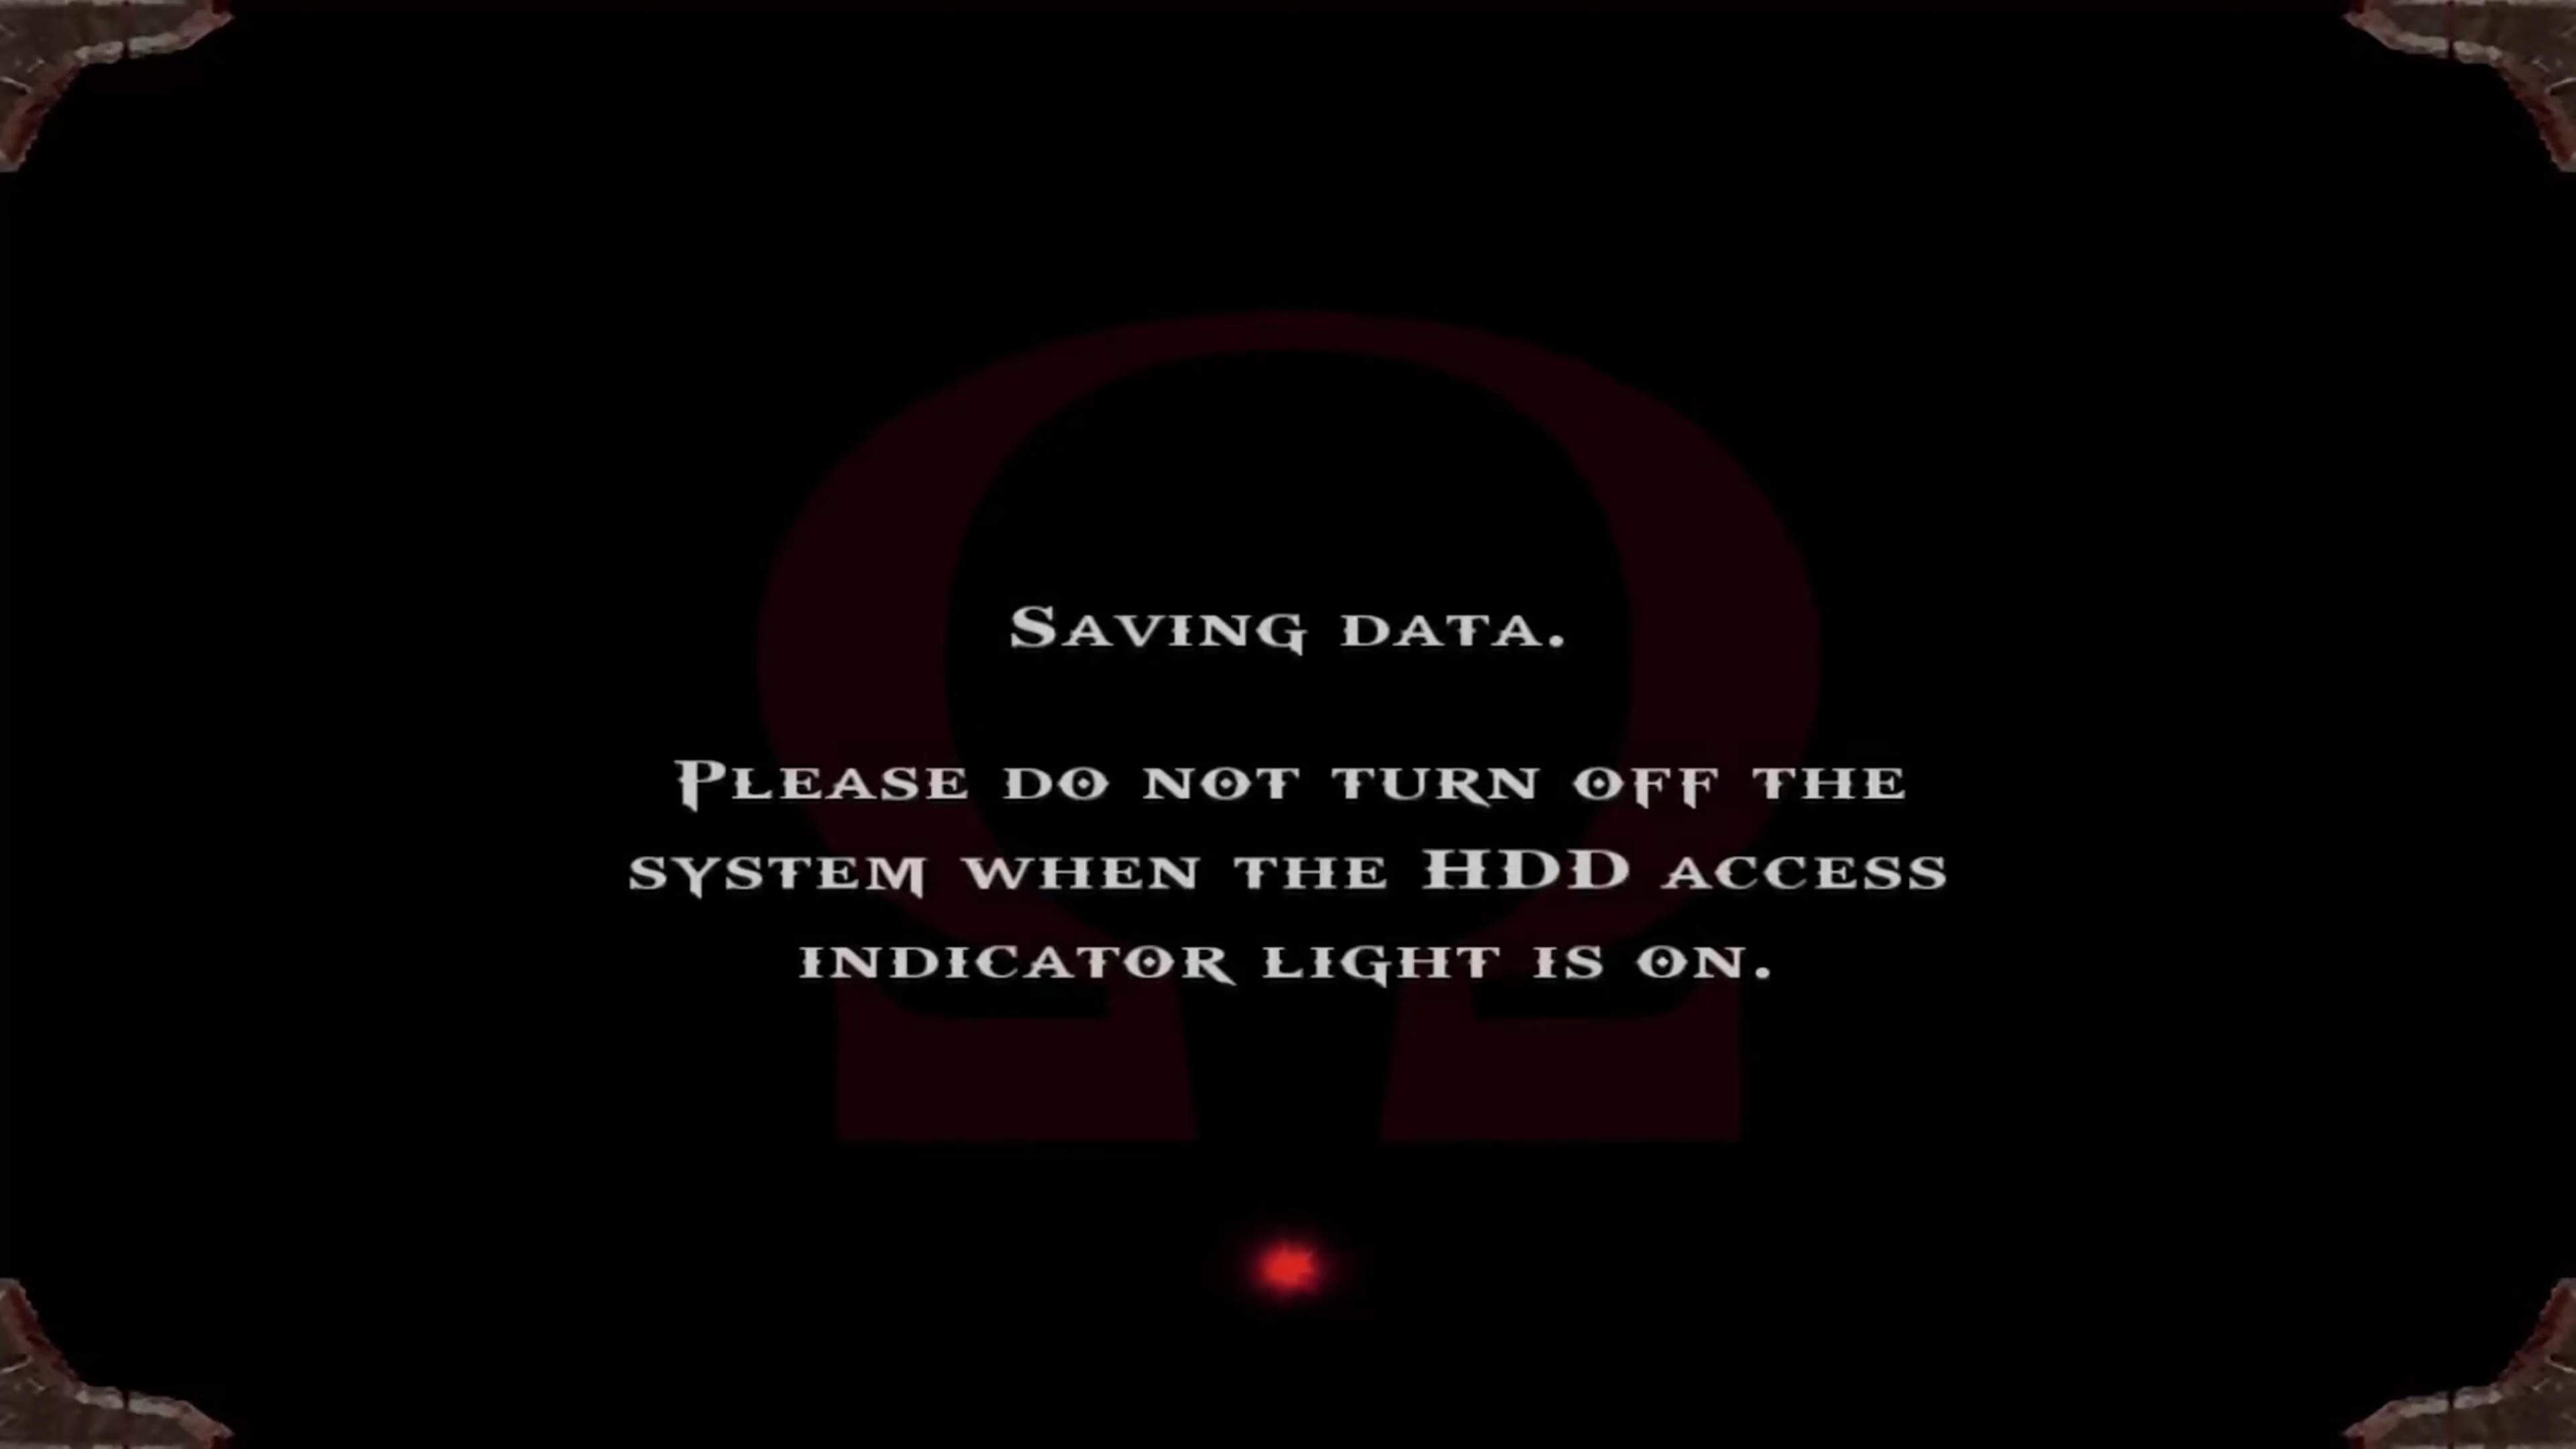 Saving data.
Please do not turn off the
system when the HDD access
indicator light is on.